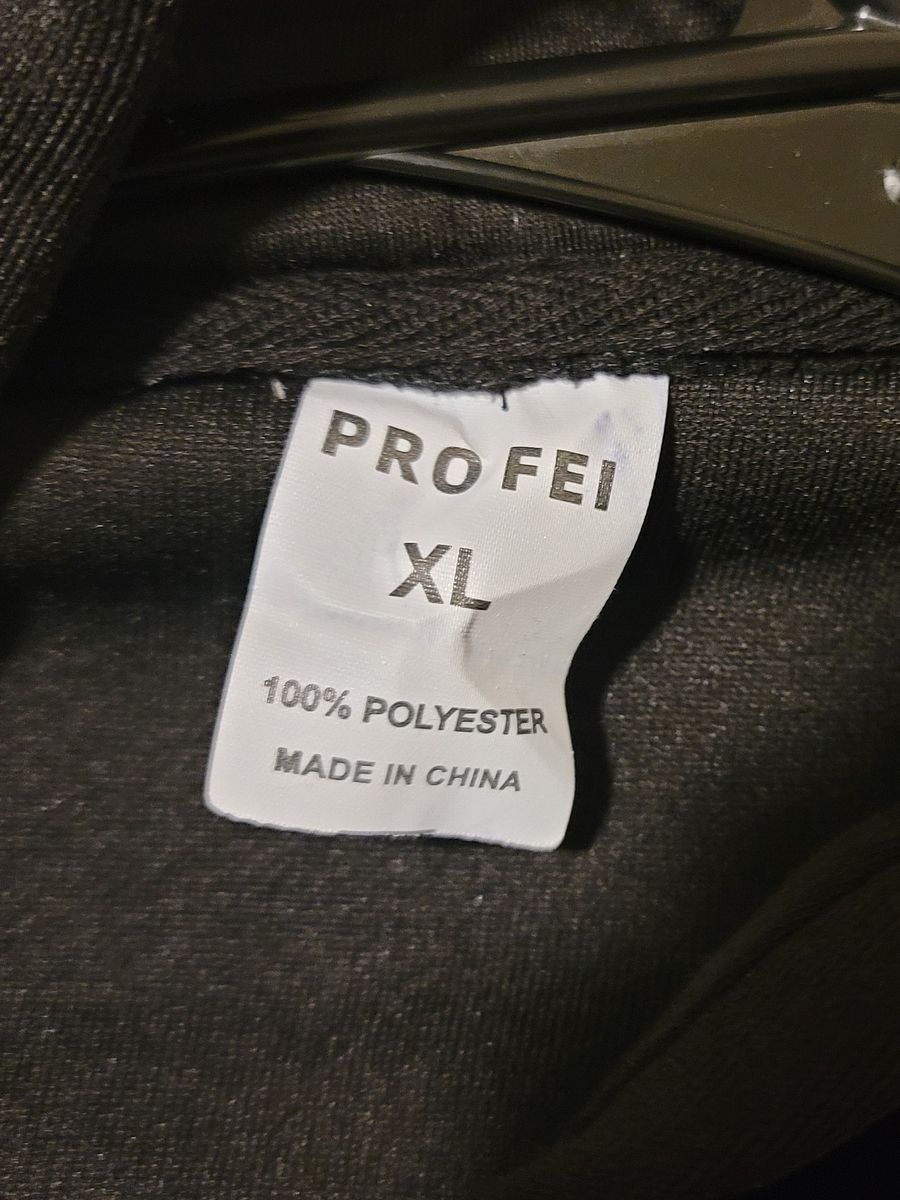 PRO FEI
XL
100% POLYESTER
MADE IN CHINA